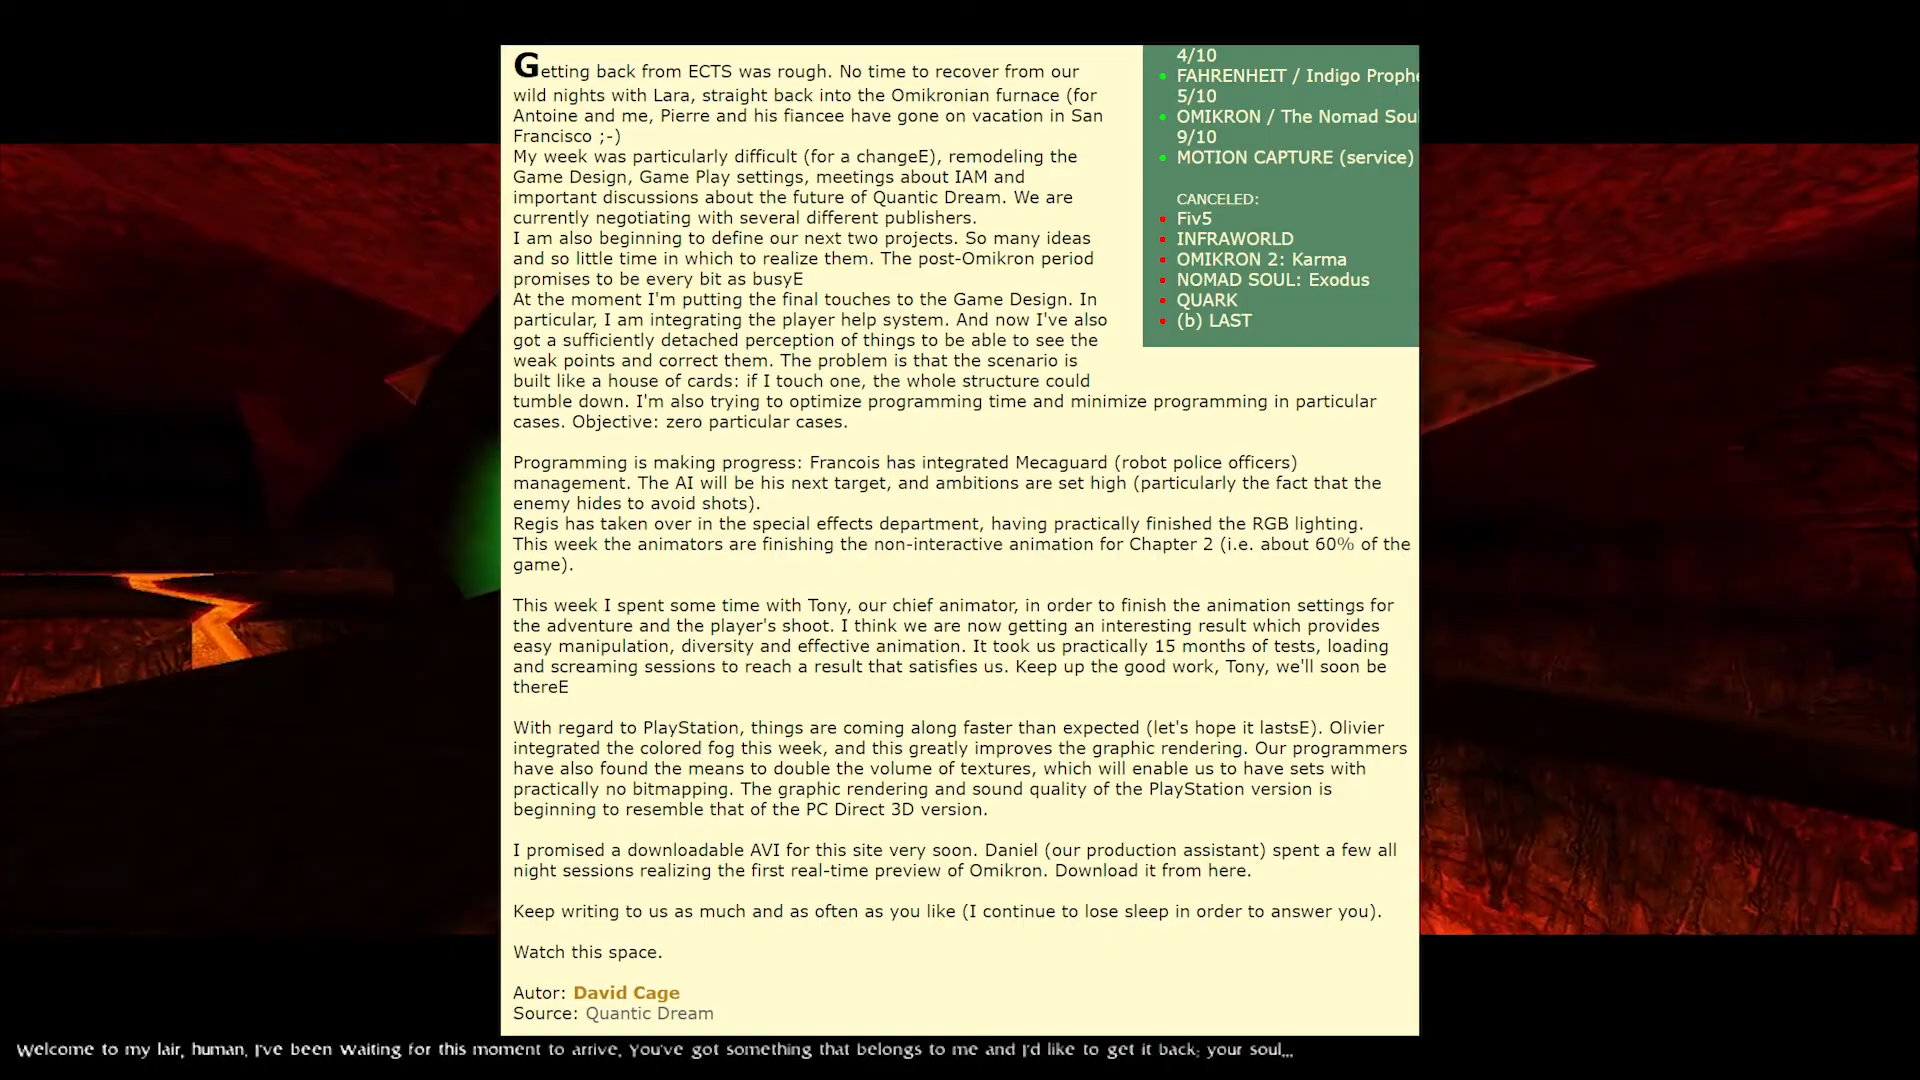 Getting back from ECTS was rough. No time to recover from our
wild nights with Lara, straight back into the Omikronian furnace (for
Antoine and me, Pierre and his fiancee have gone on vacation in San
Francisco ;-)
My week was particularly difficult (for a changeE), remodeling the
Game Design, Game Play settings, meetings about IAM and
important discussions about the future of Quantic Dream. We are
currently negotiating with several different publishers.
I am also beginning to define our next two projects. So many ideas
and so little time in which to realize them. The post-Omikron period
promises to be every bit as busyE
At the moment I'm putting the final touches to the Game Design. In
particular, I am integrating the player help system. And now I've also
got a sufficiently detached perception of things to be able to see the
weak points and correct them. The problem is that the scenario is
built like a house of cards: if I touch one, the whole structure could
tumble down. I'm also trying to optimize programming time and minimize programming in particular
cases. Objective: zero particular cases.
4/10
FAHRENHEIT / Indigo Prophe
5/10
OMIKRON / The Nomad Sou
9/10
MOTION CAPTURE (service)
CANCELED:
Fiv5
INFRAWORLD
OMIKRON 2: Karma
NOMAD SOUL: Exodus
QUARK
(b) LAST
Programming is making progress: Francois has integrated Mecaguard (robot police officers)
management. The AI will be his next target, and ambitions are set high (particularly the fact that the
enemy hides to avoid shots).
Regis has taken over in the special effects department, having practically finished the RGB lighting.
This week the animators are finishing the non-interactive animation for Chapter 2 (i.e. about 60% of the
game).
This week I spent some time with Tony, our chief animator, in order to finish the animation settings for
the adventure and the player's shoot. I think we are now getting an interesting result which provides
easy manipulation, diversity and effective animation. It took us practically 15 months of tests, loading
and screaming sessions to reach a result that satisfies us. Keep up the good work, Tony, we'll soon be
thereE
With regard to PlayStation, things are coming along faster than expected (let's hope it lastsE). Olivier
integrated the colored fog this week, and this greatly improves the graphic rendering. Our programmers
have also found the means to double the volume of textures, which will enable us to have sets with
practically no bitmapping. The graphic rendering and sound quality of the PlayStation version is
beginning to resemble that of the PC Direct 3D version.
I promised a downloadable AVI for this site very soon. Daniel (our production assistant) spent a few all
night sessions realizing the first real-time preview of Omikron. Download it from here.
Keep writing to us as much and as often as you like (I continue to lose sleep in order to answer you).
Watch this space.
Autor: David Cage
Source: Quantic Dream
Welcome to my lair, human, I've been waiting for this moment to arrive. You've got something that belongs to me and I'd like to get it back; your soul...